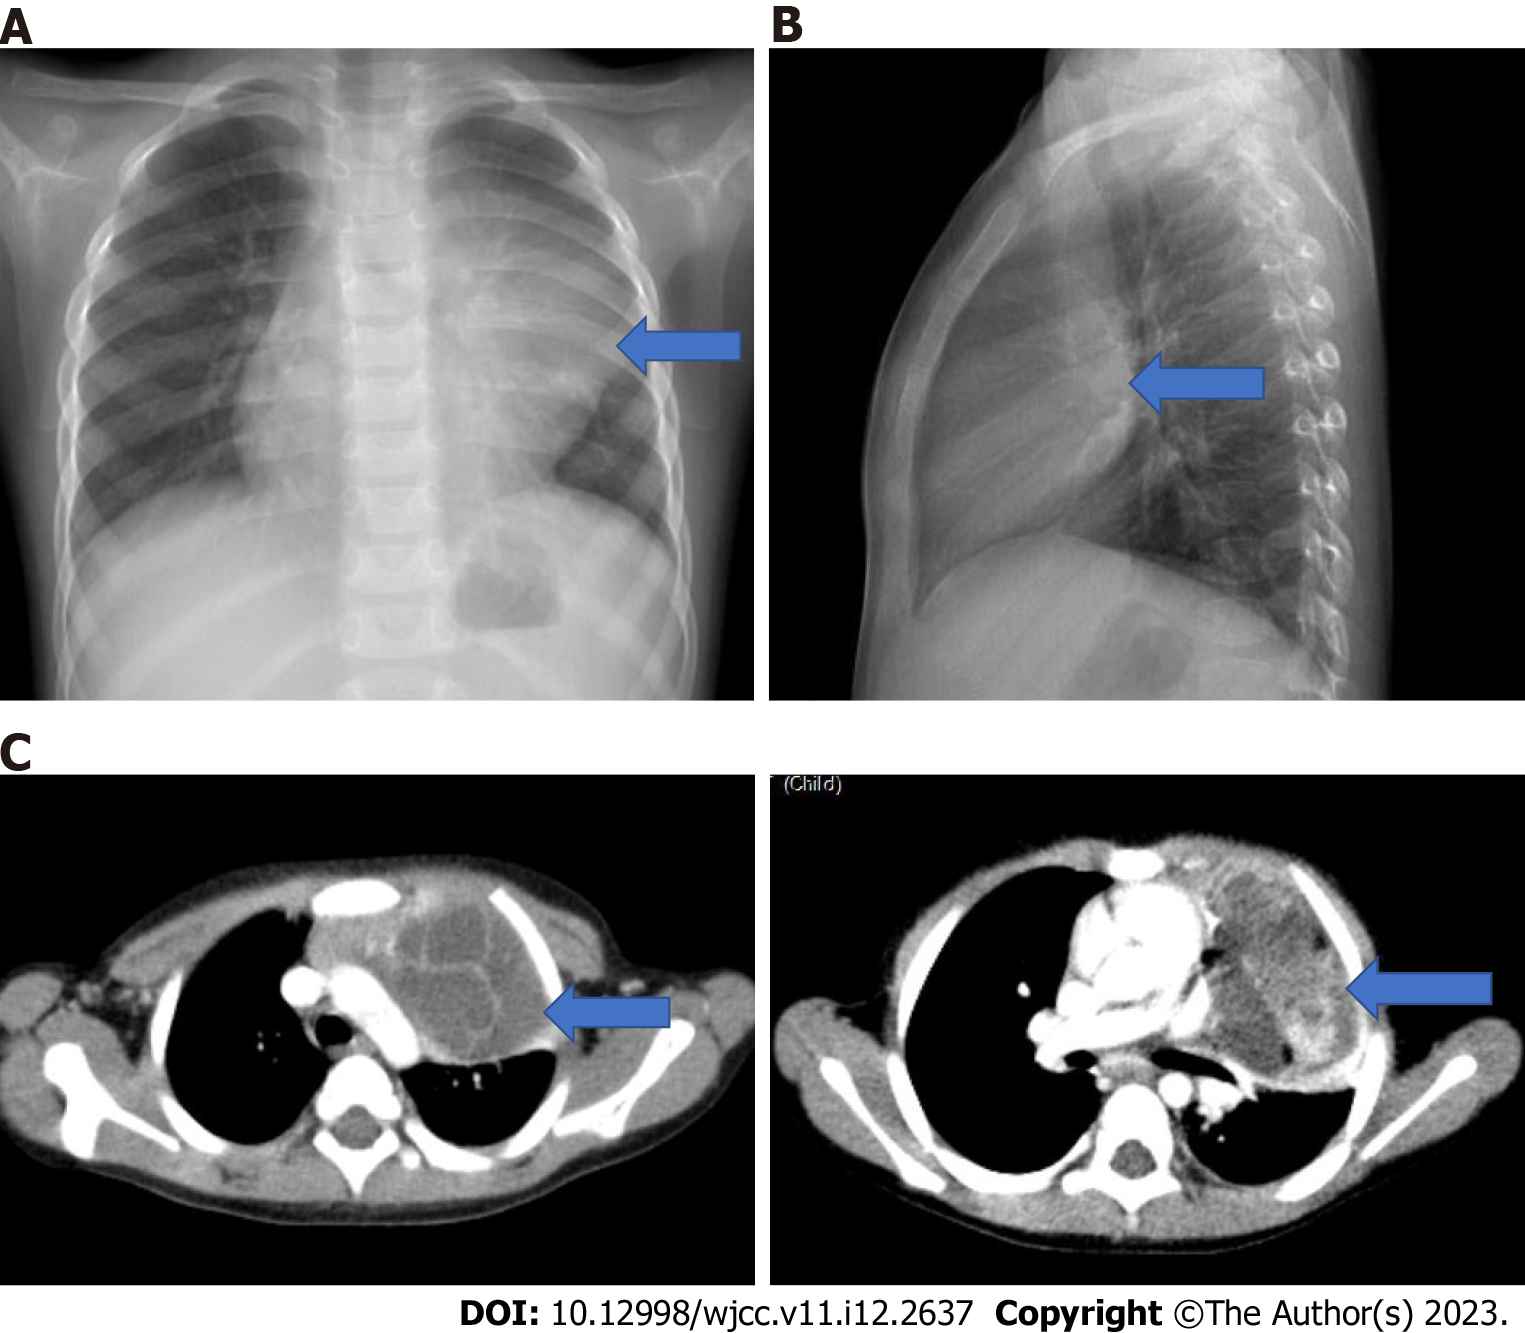 A
B
C
(Child)
DOI: 10.12998/wjcc.v11.i12.2637 Copyright ©The Author(s) 2023.